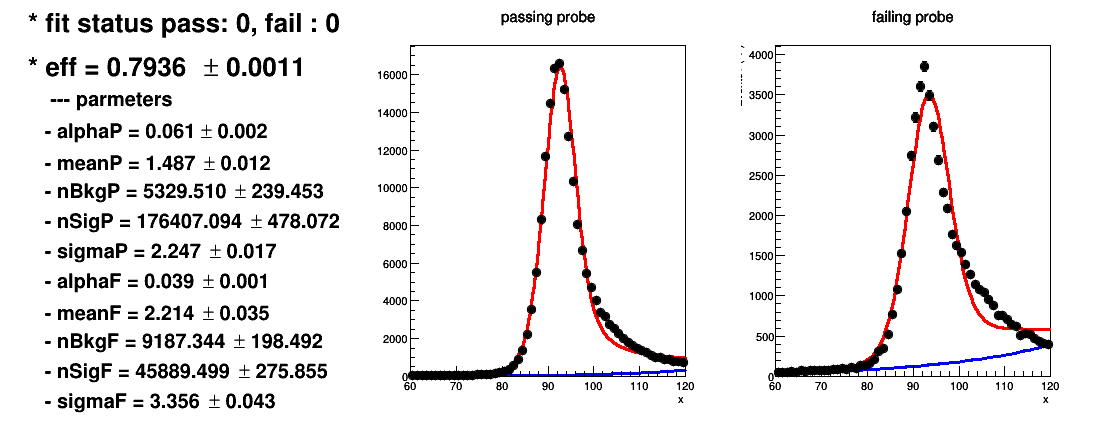 * fit status pass: 0, fail : 0
* eff = 0.7936 ± 0.0011
--- parmeters
- alphaP = 0.061 ± 0.002
- meanP = 1.487 ± 0.012
- nBkgP = 5329.510 ± 239.453
- nSigP = 176407.094 ± 478.072
- sigmaP = 2.247 ± 0.017
- alphaF = 0.039 ± 0.001
- meanF = 2.214 ± 0.035
- nBkgF = 9187.344 ± 198.492
- nSigF = 45889.499 ± 275.855
- sigmaF = 3.356 ± 0.043
passing probe
16000
14000
12000
10000
8000
6000
4000
2000
0
60 70 80 90 100 110 120
x
failing probe
4000
3500
3000
2500
2000
1500
1000
500
0
60 70 80 90 100 110 120
x